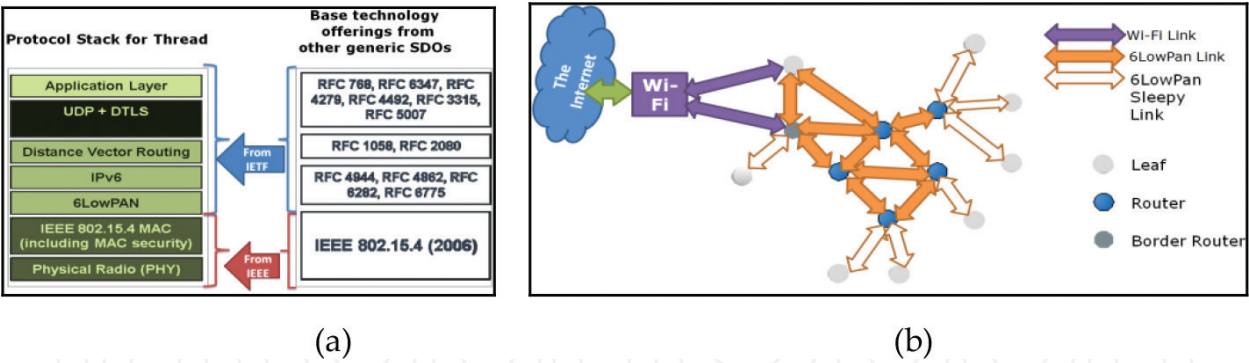 Protocol Stack for Thread
Base technology
offerings from
other generic SDOs
Application Layer
UDP + DTLS
Distance Vector Routing
IPv6
6LowPAN
IEEE 802.15.4 MAC
(including MAC security)
Physical Radio (PHY)
From
IETF
From
IEEE
RFC 768, RFC 6347, RFC
4279, RFC 4492, RFC 3315,
RFC 5007
RFC 1058, RFC 2080
RFC 4944, RFC 4862, RFC
6282, RFC 6775
IEEE 802.15.4 (2006)
(a)
The
Internet
Wi-
Fi
Wi-Fi Link
6LowPan Link
6LowPan
Sleepy
Link
Leaf
Router
Border Router
(b)